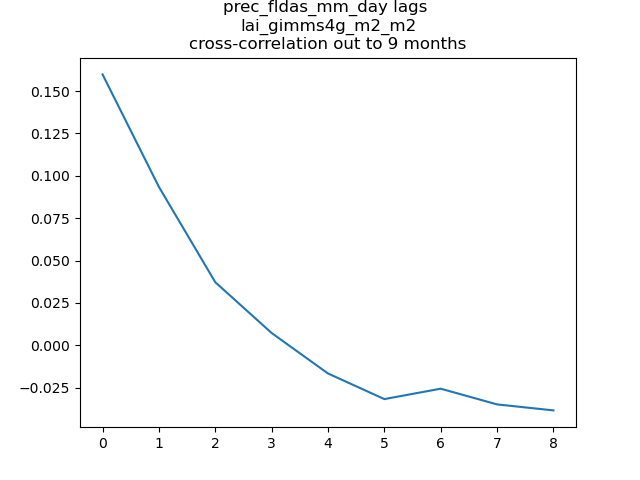 prec_fldas_mm_day lags
lai_gimms4g_m2_m2
cross-correlation out to 9 months
0.150
0.125
0.100
0.075
0.050
0.025
0.000
−0.025
0 1 2 3 4 5 6 7 8